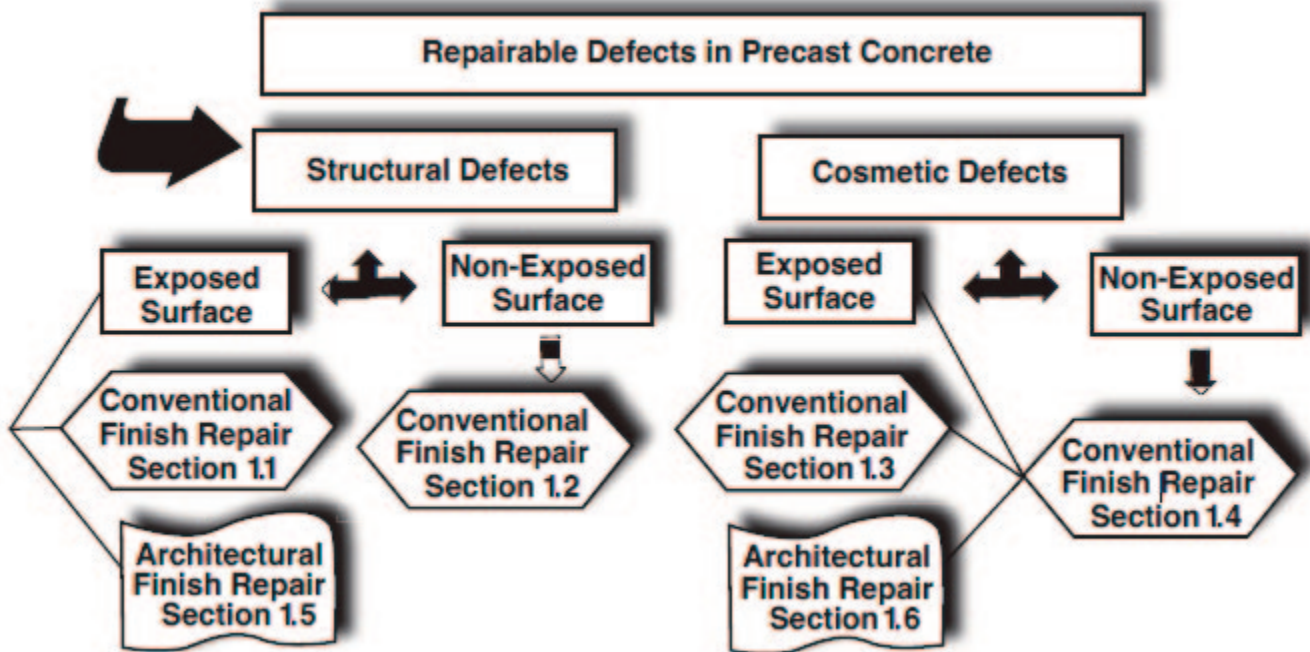 Repairable Defects in Precast Concrete
Structural Defects
Cosmetic Defects
Exposed
Surface
Non-Exposed
Surface
Exposed
Surface
Non-Exposed
Surface
Conventional
Finish Repair
Section 1.1
Conventional
Finish Repair
Section 1.2
Conventional
Finish Repair
Section 1.3
Conventional
Finish Repair
Section 1.4
Architectural
Finish Repair
Section 1.5
Architectural
Finish Repair
Section 1.6